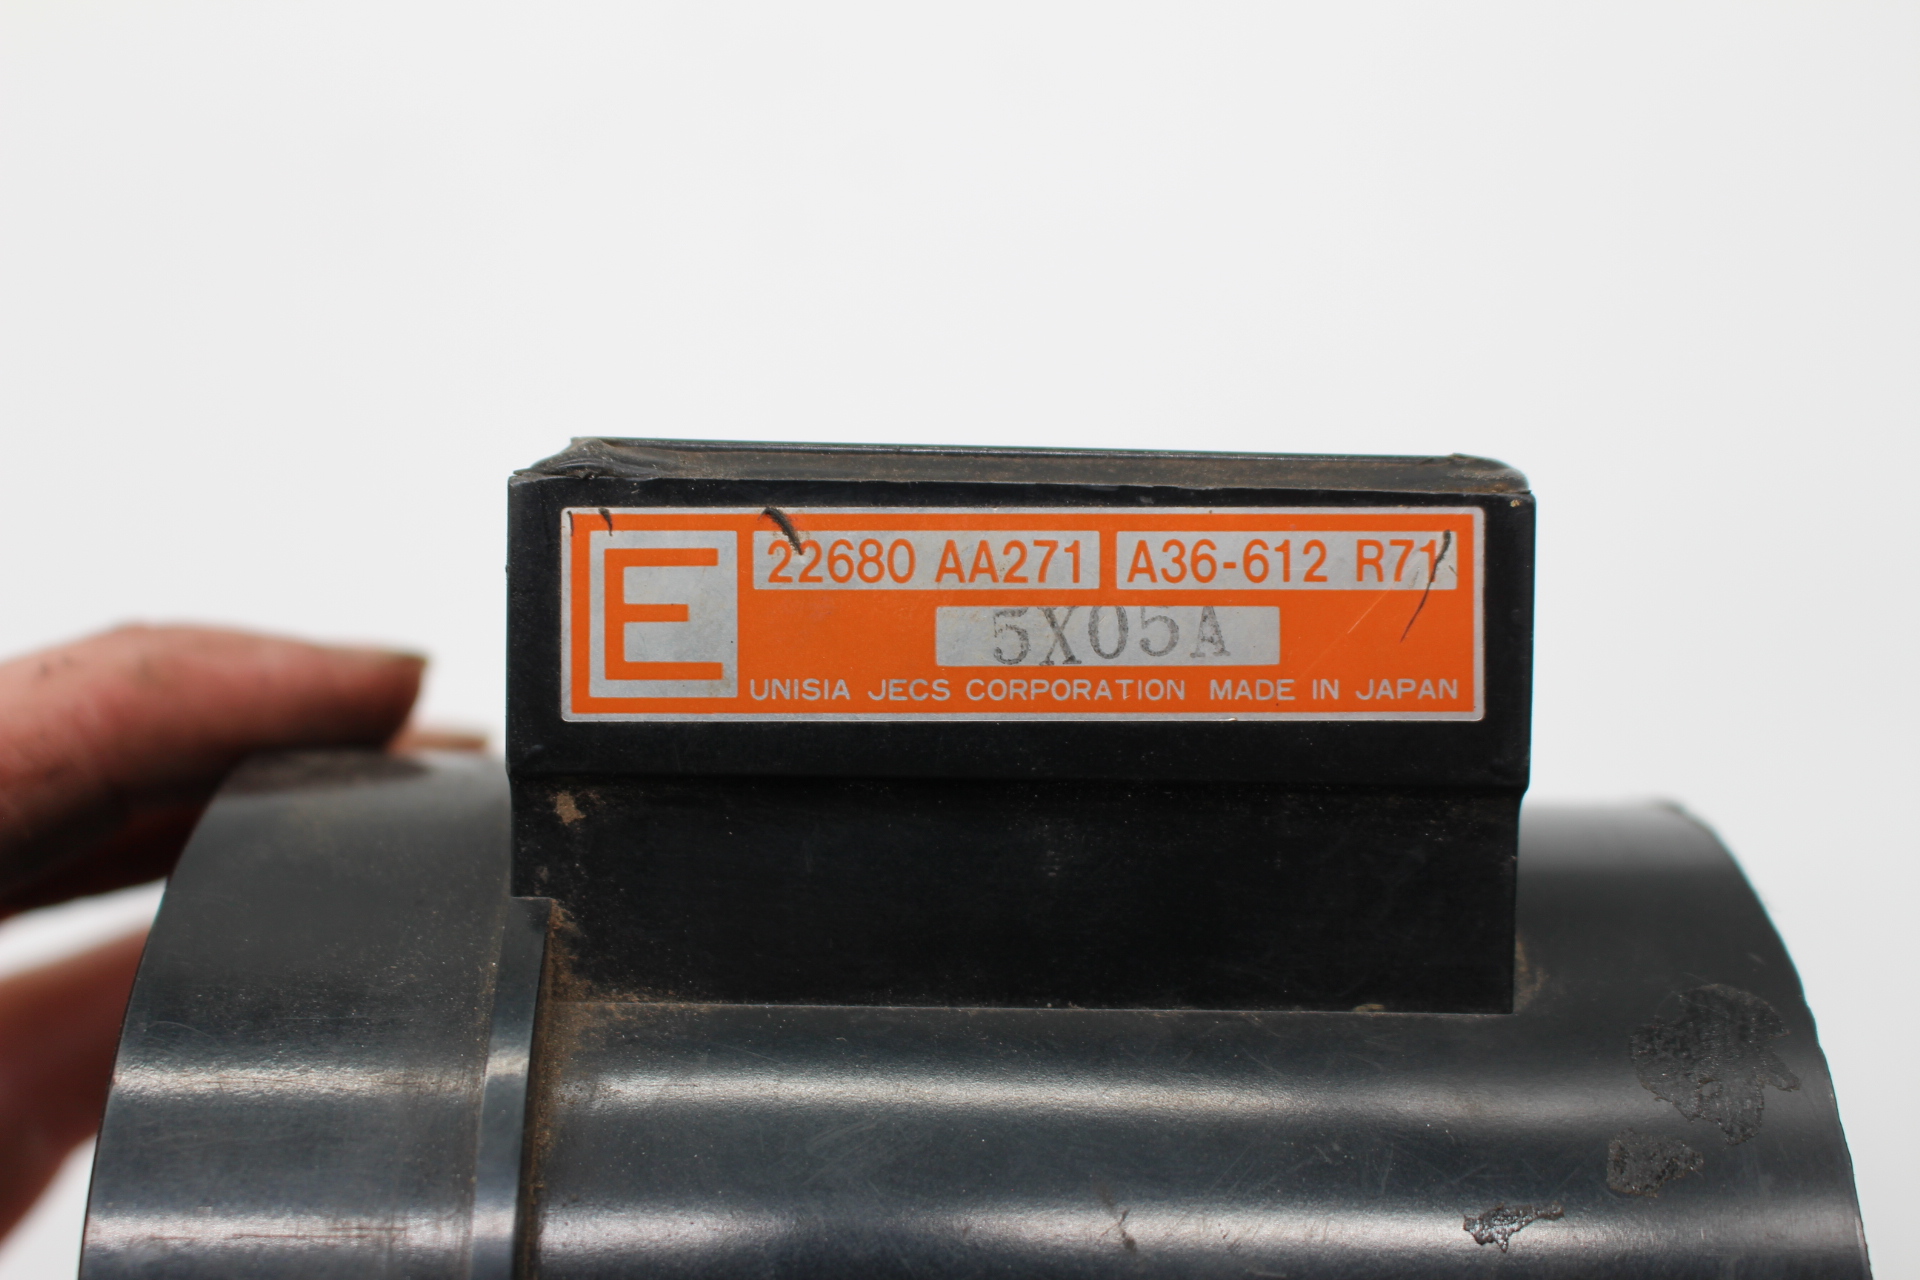 E
22680 AA271 A36-612 R71
5X05A
UNISIA JECS CORPORATION MADE IN JAPAN